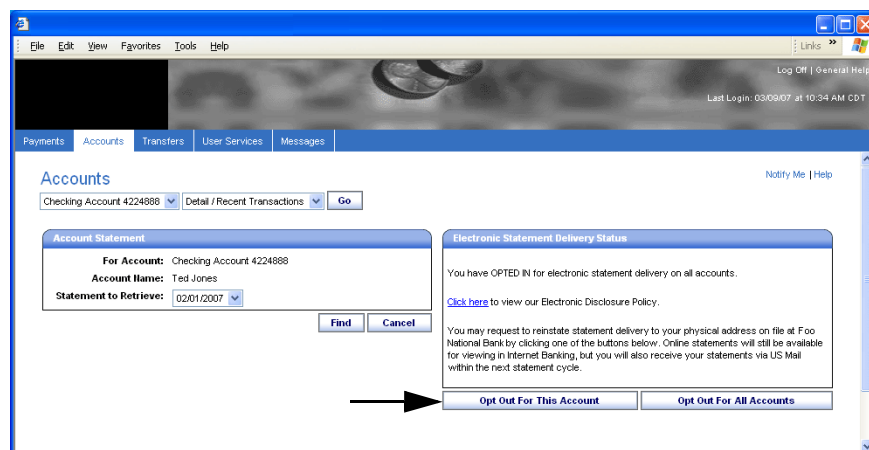 File Edit View Favorites Tools Help
Links »
Log Off | General Help
Last Login: 03/09/07 at 10:34 AM CDT
Payments Accounts Transfers User Services Messages
Accounts
Notify Me | Help
Checking Account 4224888 Detail / Recent Transactions Go
Account Statement
For Account: Checking Account 4224888
Account Name: Ted Jones
Statement to Retrieve: 02/01/2007
Find Cancel
Electronic Statement Delivery Status
You have OPTED IN for electronic statement delivery on all accounts.
Click here to view our Electronic Disclosure Policy.
You may request to reinstate statement delivery to your physical address on file at Foo
National Bank by clicking one of the buttons below. Online statements will still be available
for viewing in Internet Banking, but you will also receive your statements via US Mail
within the next statement cycle.
Opt Out For This Account Opt Out For All Accounts